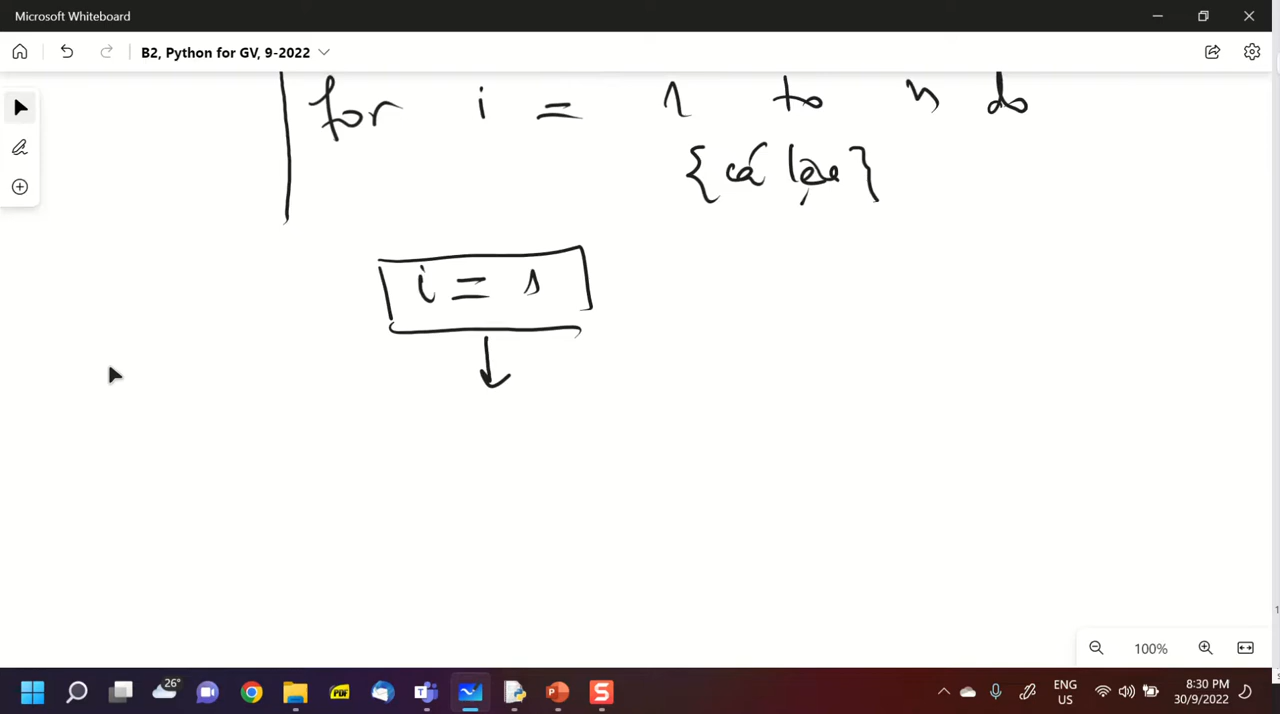 Microsoft Whiteboard
B2, Python for GV, 9-2022
for i = 1 to n do
{các lệnh}
i = 1
100%
26°
PDF
ENG
US
8:30 PM
30/9/2022